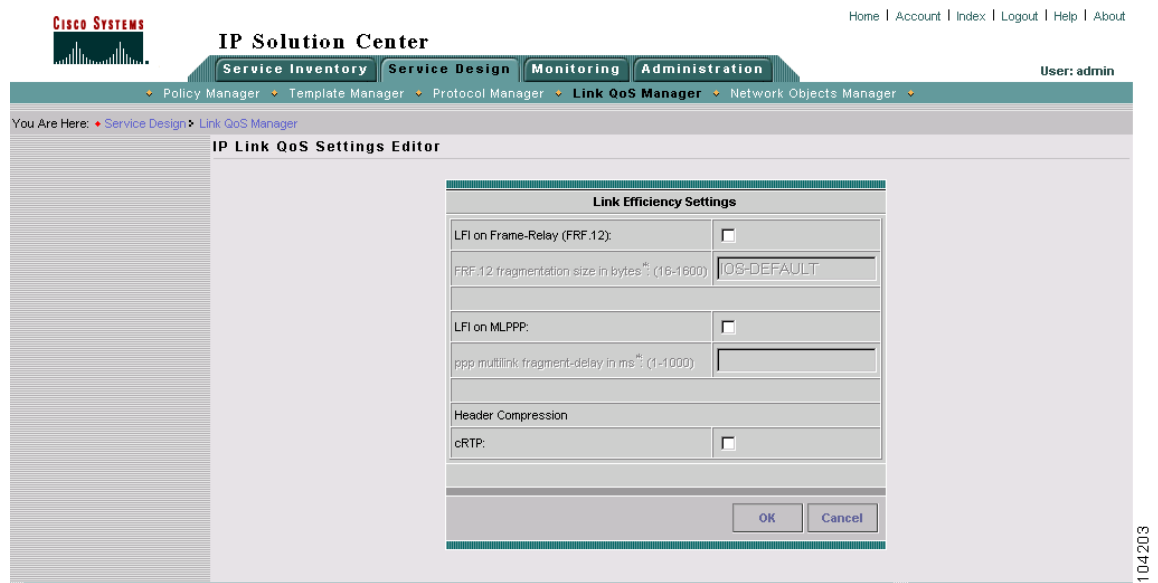 Home | Account | Index | Logout | Help | About
CISCO SYSTEMS
IP Solution Center
Service Inventory Service Design Monitoring Administration
User: admin
Policy Manager Template Manager Protocol Manager Link QoS Manager Network Objects Manager
You Are Here: Service Design Link QoS Manager
IP Link QoS Settings Editor
Link Efficiency Settings
LFI on Frame-Relay (FRF.12):
FRF.12 fragmentation size in bytes*: (16-1600) IOS-DEFAULT
LFI on MLPPP:
ppp multilink fragment-delay in ms*: (1-1000)
Header Compression
cRTP:
OK Cancel
104203